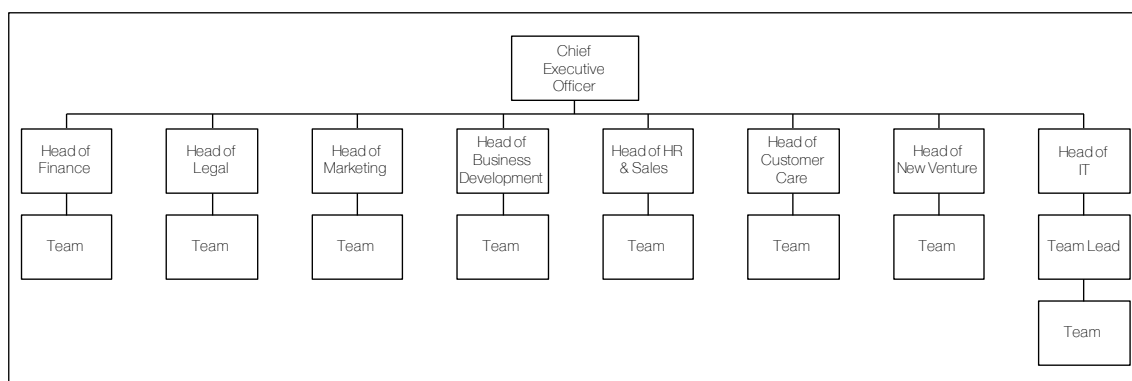 Chief
Executive
Officer
Head of
Finance
Head of
Legal
Head of
Marketing
Head of
Business
Development
Head of HR
& Sales
Head of
Customer
Care
Head of
New Venture
Head of
IT
Team
Team
Team
Team
Team
Team
Team
Team Lead
Team